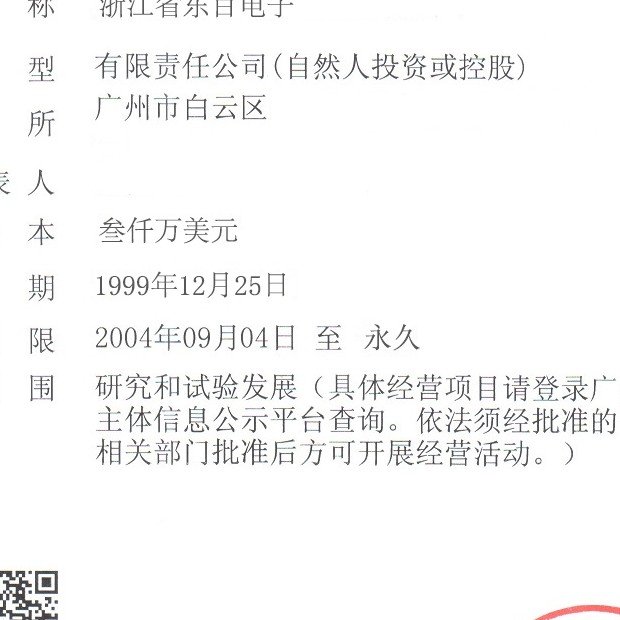 称 浙江省东日电子
型 有限责任公司(自然人投资或控股)
所 广州市白云区
表 人
本 叁仟万美元
期 1999年12月25日
限 2004年09月04日 至 永久
围 研究和试验发展（具体经营项目请登录广
主体信息公示平台查询。依法须经批准的
相关部门批准后方可开展经营活动。）